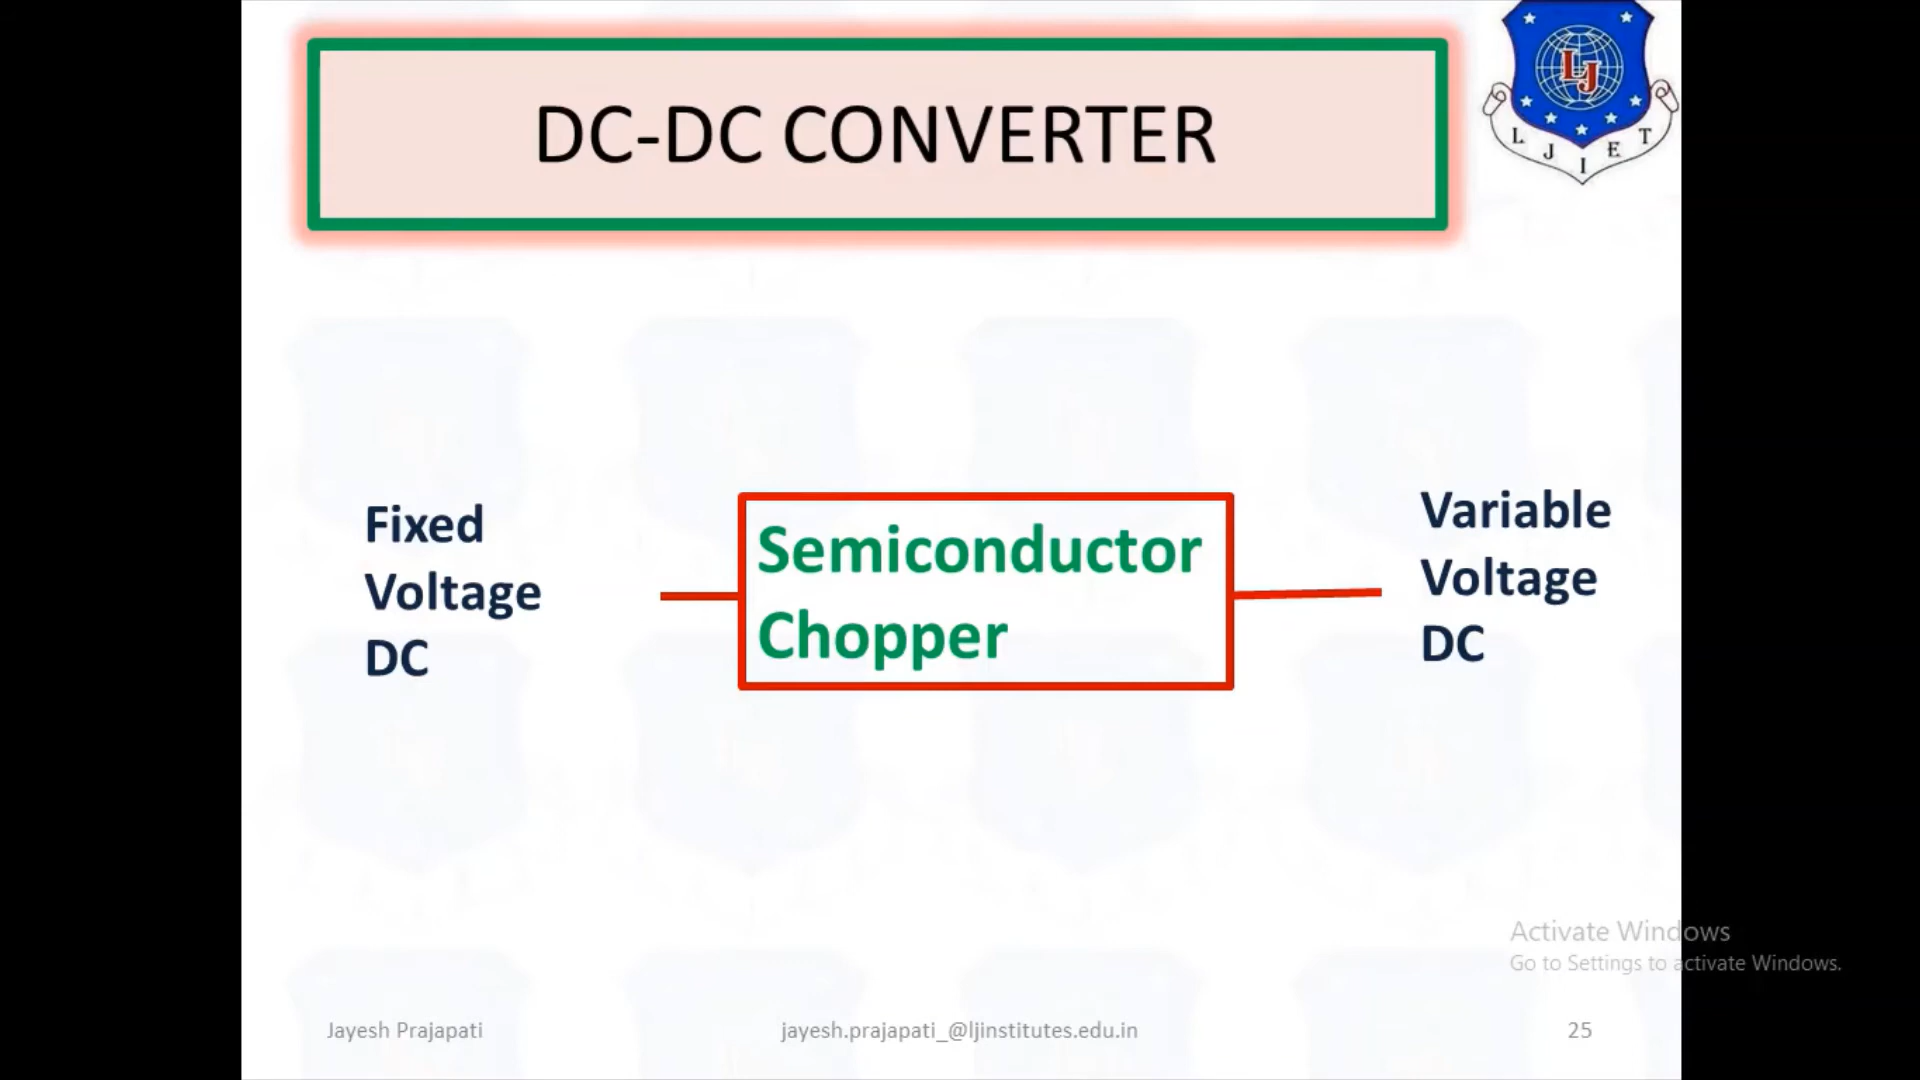 DC-DC CONVERTER
LJ
L J I E T
Fixed
Voltage
DC
Semiconductor
Chopper
Variable
Voltage
DC
Activate Windows
Go to Settings to activate Windows.
Jayesh Prajapati
jayesh.prajapati_@ljinstitutes.edu.in
25